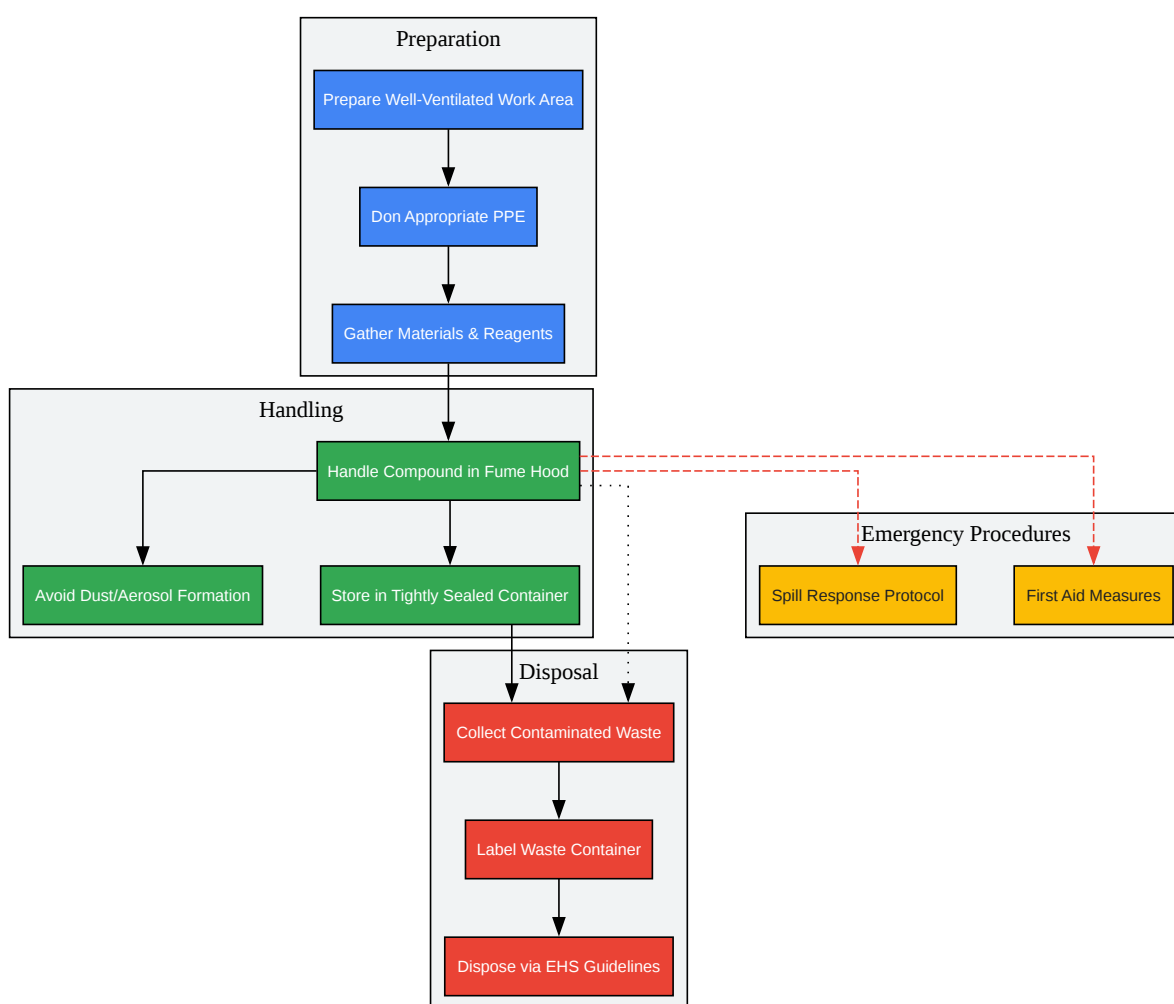 Preparation
Prepare Well-Ventilated Work Area
Don Appropriate PPE
Gather Materials & Reagents
Handling
Handle Compound in Fume Hood
Avoid Dust/Aerosol Formation
Store in Tightly Sealed Container
Emergency Procedures
Spill Response Protocol
First Aid Measures
Disposal
Collect Contaminated Waste
Label Waste Container
Dispose via EHS Guidelines